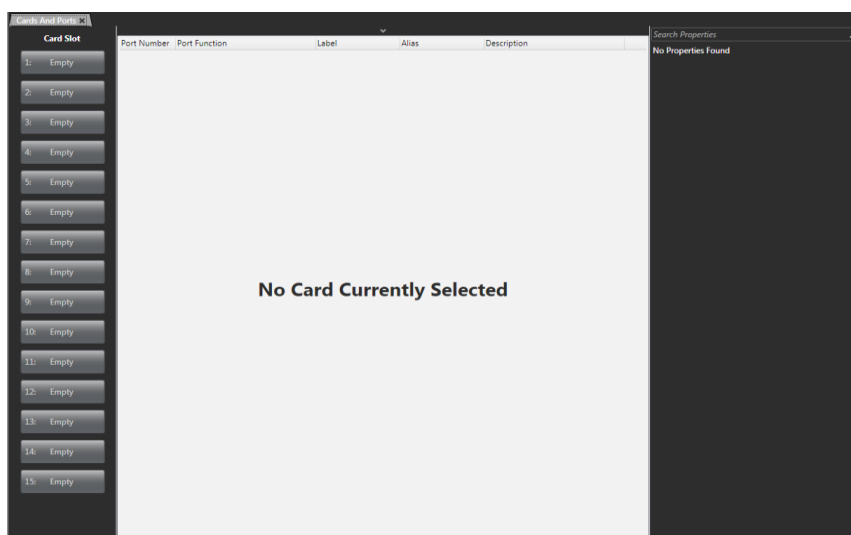 Cards And Ports
Card Slot
1: Empty
2: Empty
3: Empty
4: Empty
5: Empty
6: Empty
7: Empty
8: Empty
9: Empty
10: Empty
11: Empty
12: Empty
13: Empty
14: Empty
15: Empty
Port Number Port Function Label Alias Description
No Card Currently Selected
Search Properties
No Properties Found